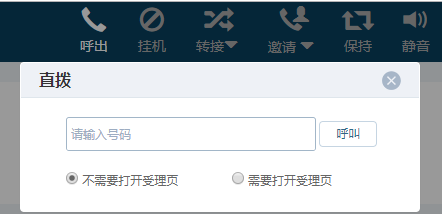 呼出 挂机 转接 邀请 保持 静音
直拨
请输入号码 呼叫
不需要打开受理页 需要打开受理页